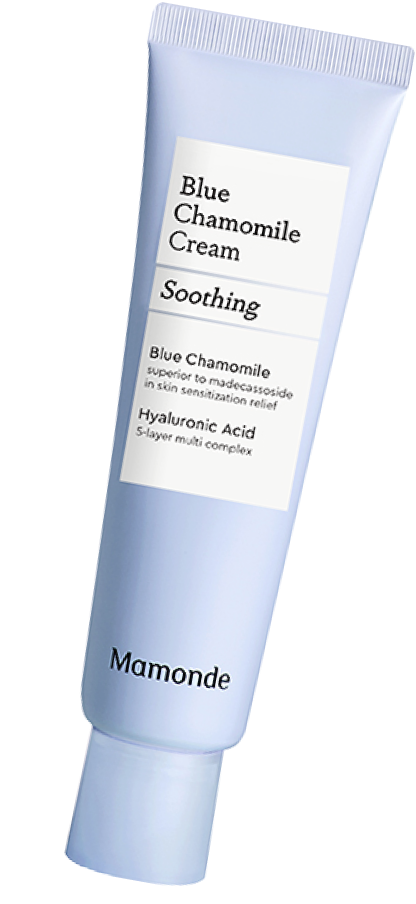 Blue
Chamomile
Cream
Soothing
Blue Chamomile
superior to madecassoside
in skin sensitization relief
Hyaluronic Acid
5-layer multi complex
Mamonde